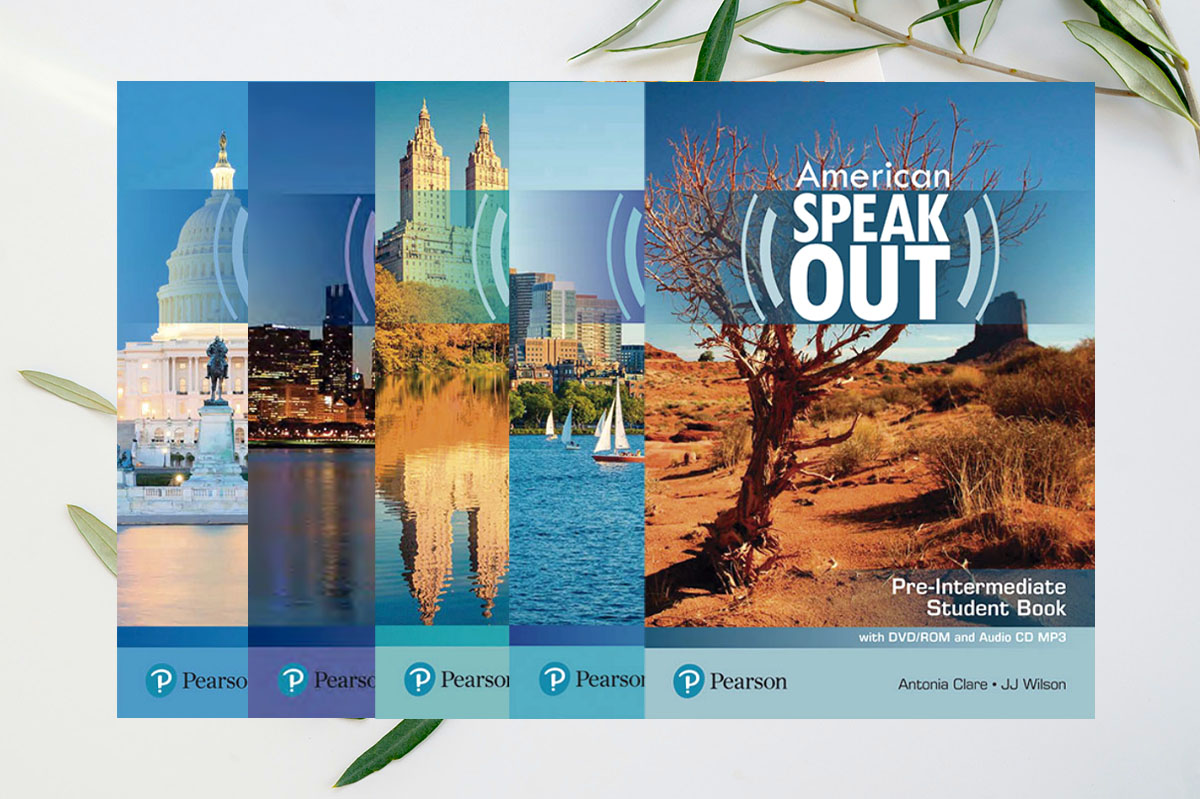 American
SPEAK
OUT
Pre-Intermediate
Student Book
with DVD/ROM and Audio CD MP3
Pearso
Pearso
Pearson
Pearson
Pearson
Antonia Clare • JJ Wilson